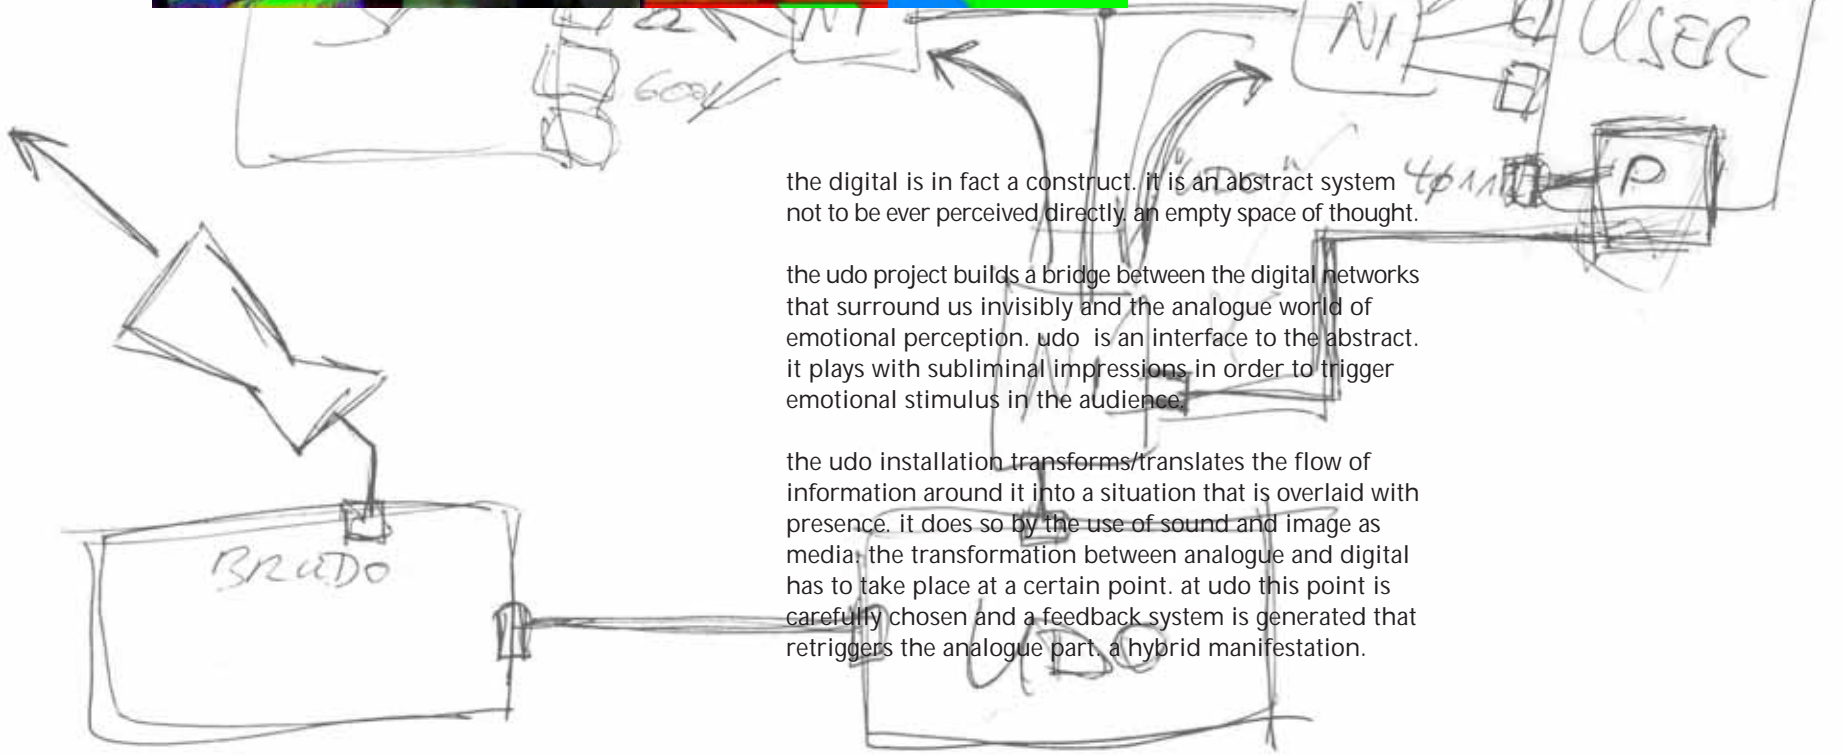 N1
USER
P
"UDO"
the digital is in fact a construct. it is an abstract system
not to be ever perceived directly. an empty space of thought.
the udo project builds a bridge between the digital networks
that surround us invisibly and the analogue world of
emotional perception. udo  is an interface to the abstract.
it plays with subliminal impressions in order to trigger
emotional stimulus in the audience.
the udo installation transforms/translates the flow of
information around it into a situation that is overlaid with
presence. it does so by the use of sound and image as
media. the transformation between analogue and digital
has to take place at a certain point. at udo this point is
carefully chosen and a feedback system is generated that
retriggers the analogue part. a hybrid manifestation.
BRUDO
UDO